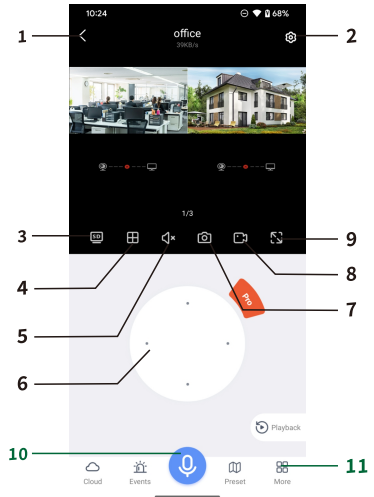 10:24
68%
office
39KB/s
1
2
1/3
SD
3
4
5
6
7
8
9
Pro
Playback
10
11
Cloud
Events
Preset
More